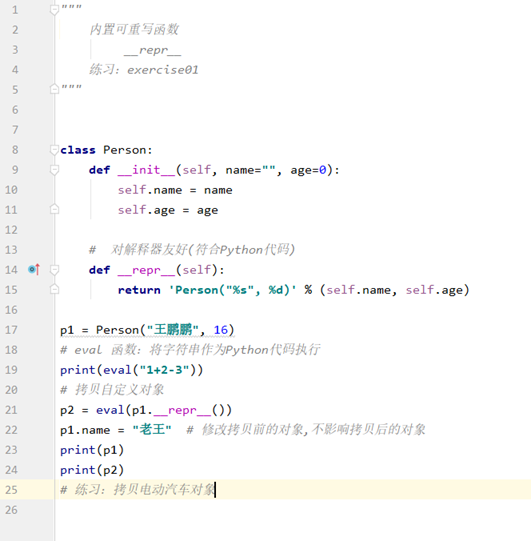 1 """
2 内置可重写函数
3 __repr__
4 练习：exercise01
5 """
6
7
8 class Person:
9 def __init__(self, name="", age=0):
10 self.name = name
11 self.age = age
12
13 # 对解释器友好(符合Python代码)
14 def __repr__(self):
15 return 'Person("%s", %d)' % (self.name, self.age)
16
17 p1 = Person("王鹏鹏", 16)
18 # eval 函数：将字符串作为Python代码执行
19 print(eval("1+2-3"))
20 # 拷贝自定义对象
21 p2 = eval(p1.__repr__())
22 p1.name = "老王" # 修改拷贝前的对象,不影响拷贝后的对象
23 print(p1)
24 print(p2)
25 # 练习：拷贝电动汽车对象
26